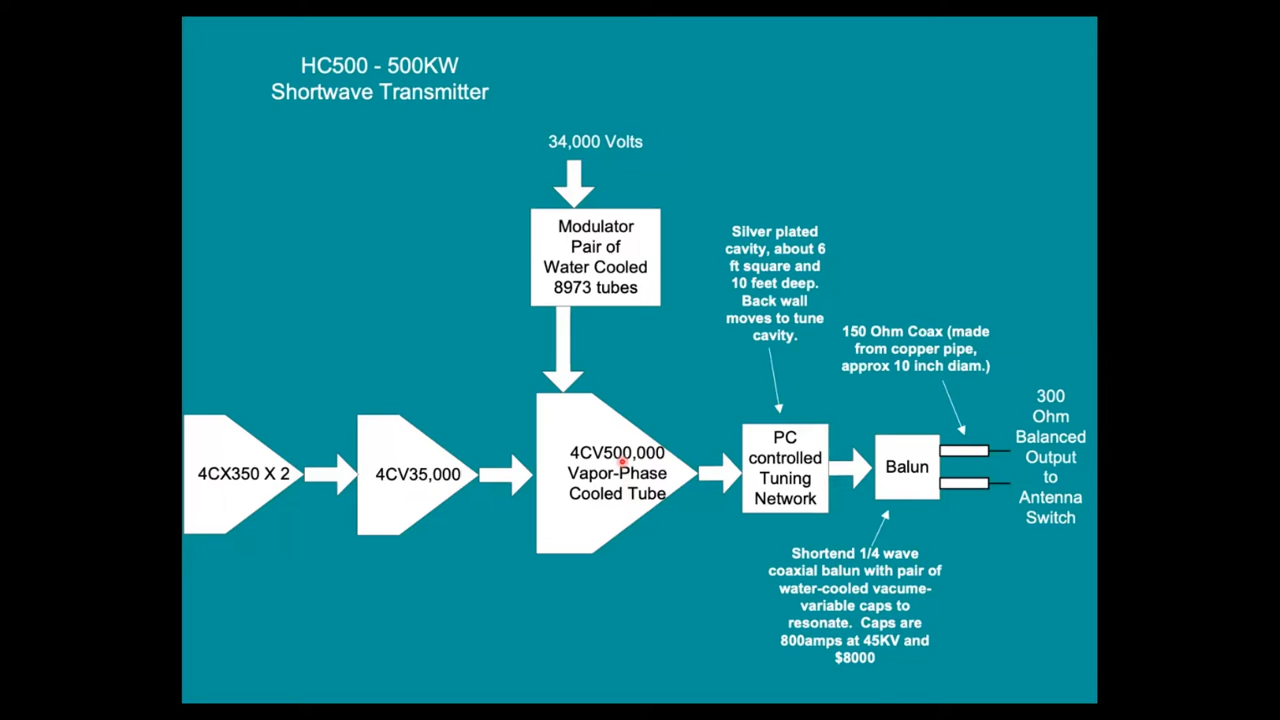 HC500 - 500KW
Shortwave Transmitter
34,000 Volts
Modulator
Pair of
Water Cooled
8973 tubes
Silver plated
cavity, about 6
ft square and
10 feet deep.
Back wall
moves to tune
cavity.
150 Ohm Coax (made
from copper pipe,
approx 10 inch diam.)
4CX350 X 2
4CV35,000
4CV500,000
Vapor-Phase
Cooled Tube
PC
controlled
Tuning
Network
Balun
300
Ohm
Balanced
Output
to
Antenna
Switch
Shortend 1/4 wave
coaxial balun with pair of
water-cooled vacume-
variable caps to
resonate. Caps are
800amps at 45KV and
$8000